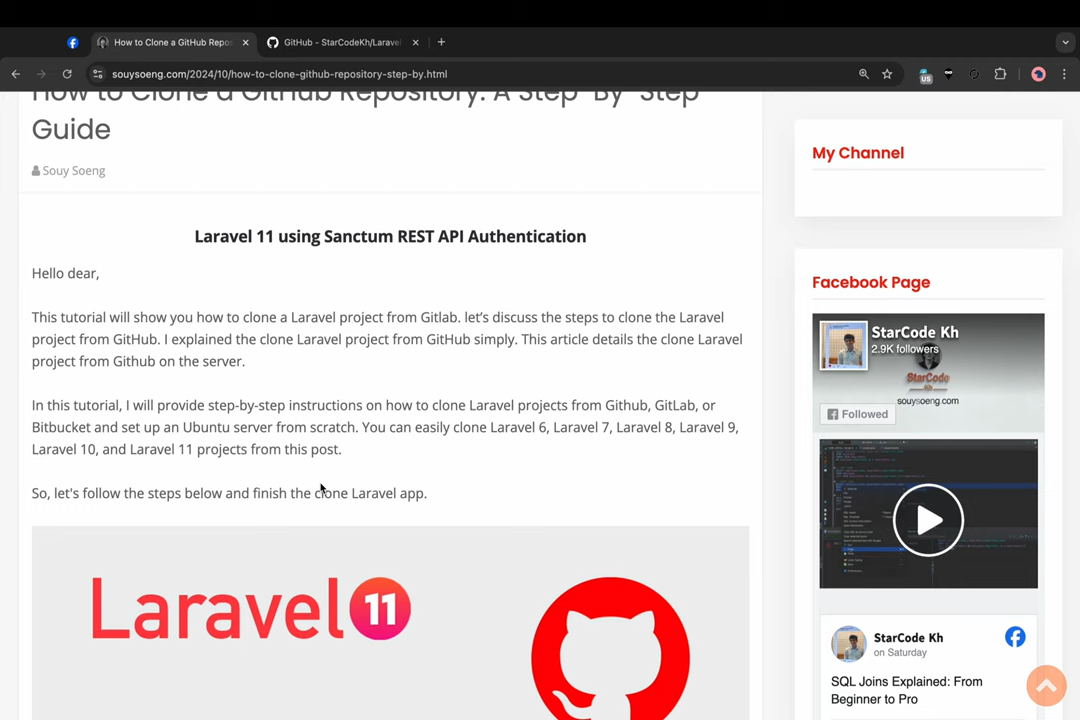 How to Clone a GitHub Repo
GitHub - StarCodeKh/Laravel
souysoeng.com/2024/10/how-to-clone-github-repository-step-by.html
US
How to Clone a GitHub Repository: A Step-By-Step
Guide
Souy Soeng
Laravel 11 using Sanctum REST API Authentication
Hello dear,
This tutorial will show you how to clone a Laravel project from Gitlab. let's discuss the steps to clone the Laravel
project from GitHub. I explained the clone Laravel project from GitHub simply. This article details the clone Laravel
project from Github on the server.
In this tutorial, I will provide step-by-step instructions on how to clone Laravel projects from Github, GitLab, or
Bitbucket and set up an Ubuntu server from scratch. You can easily clone Laravel 6, Laravel 7, Laravel 8, Laravel 9,
Laravel 10, and Laravel 11 projects from this post.
So, let's follow the steps below and finish the clone Laravel app.
Laravel 11
My Channel
Facebook Page
StarCode Kh
2.9K followers
StarCode
Kh
souysoeng.com
Followed
StarCode Kh
on Saturday
SQL Joins Explained: From
Beginner to Pro